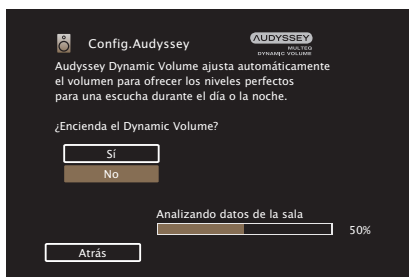 Config.Audyssey
AUDYSSEY
MULTEQ
DYNAMIC VOLUME
Audyssey Dynamic Volume ajusta automáticamente
el volumen para ofrecer los niveles perfectos
para una escucha durante el día o la noche.
¿Encienda el Dynamic Volume?
Sí
No
Analizando datos de la sala
50%
Atrás